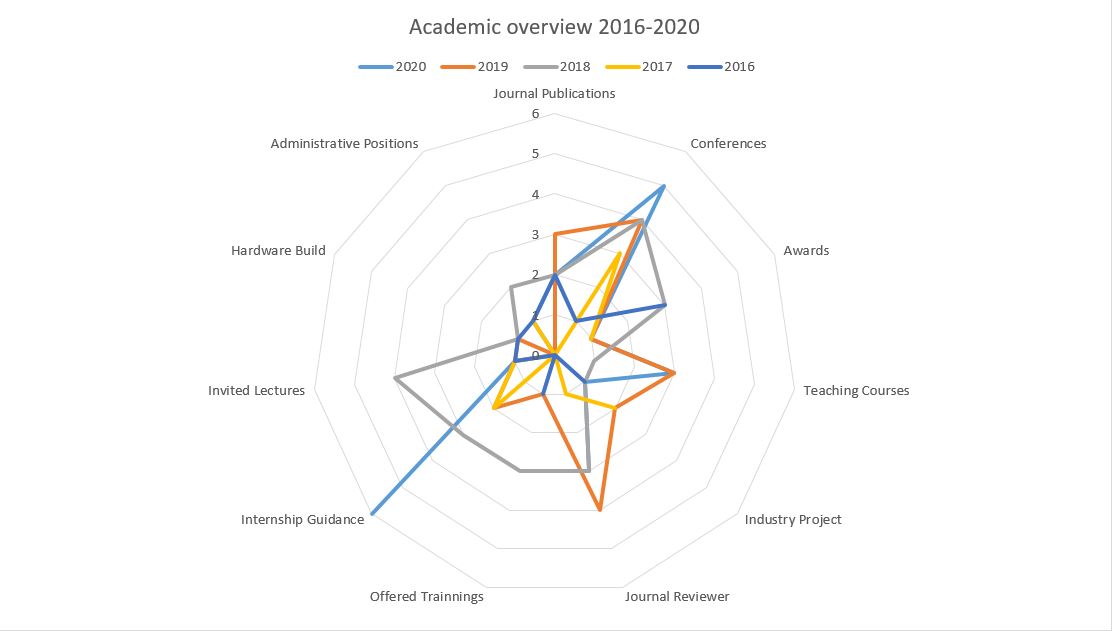 Academic overview 2016-2020
2020 2019 2018 2017 2016
Journal Publications
6
Administrative Positions
Conferences
5
4
Hardware Build
3
Awards
2
1
0
Invited Lectures
Teaching Courses
Internship Guidance
Industry Project
Offered Trainnings
Journal Reviewer